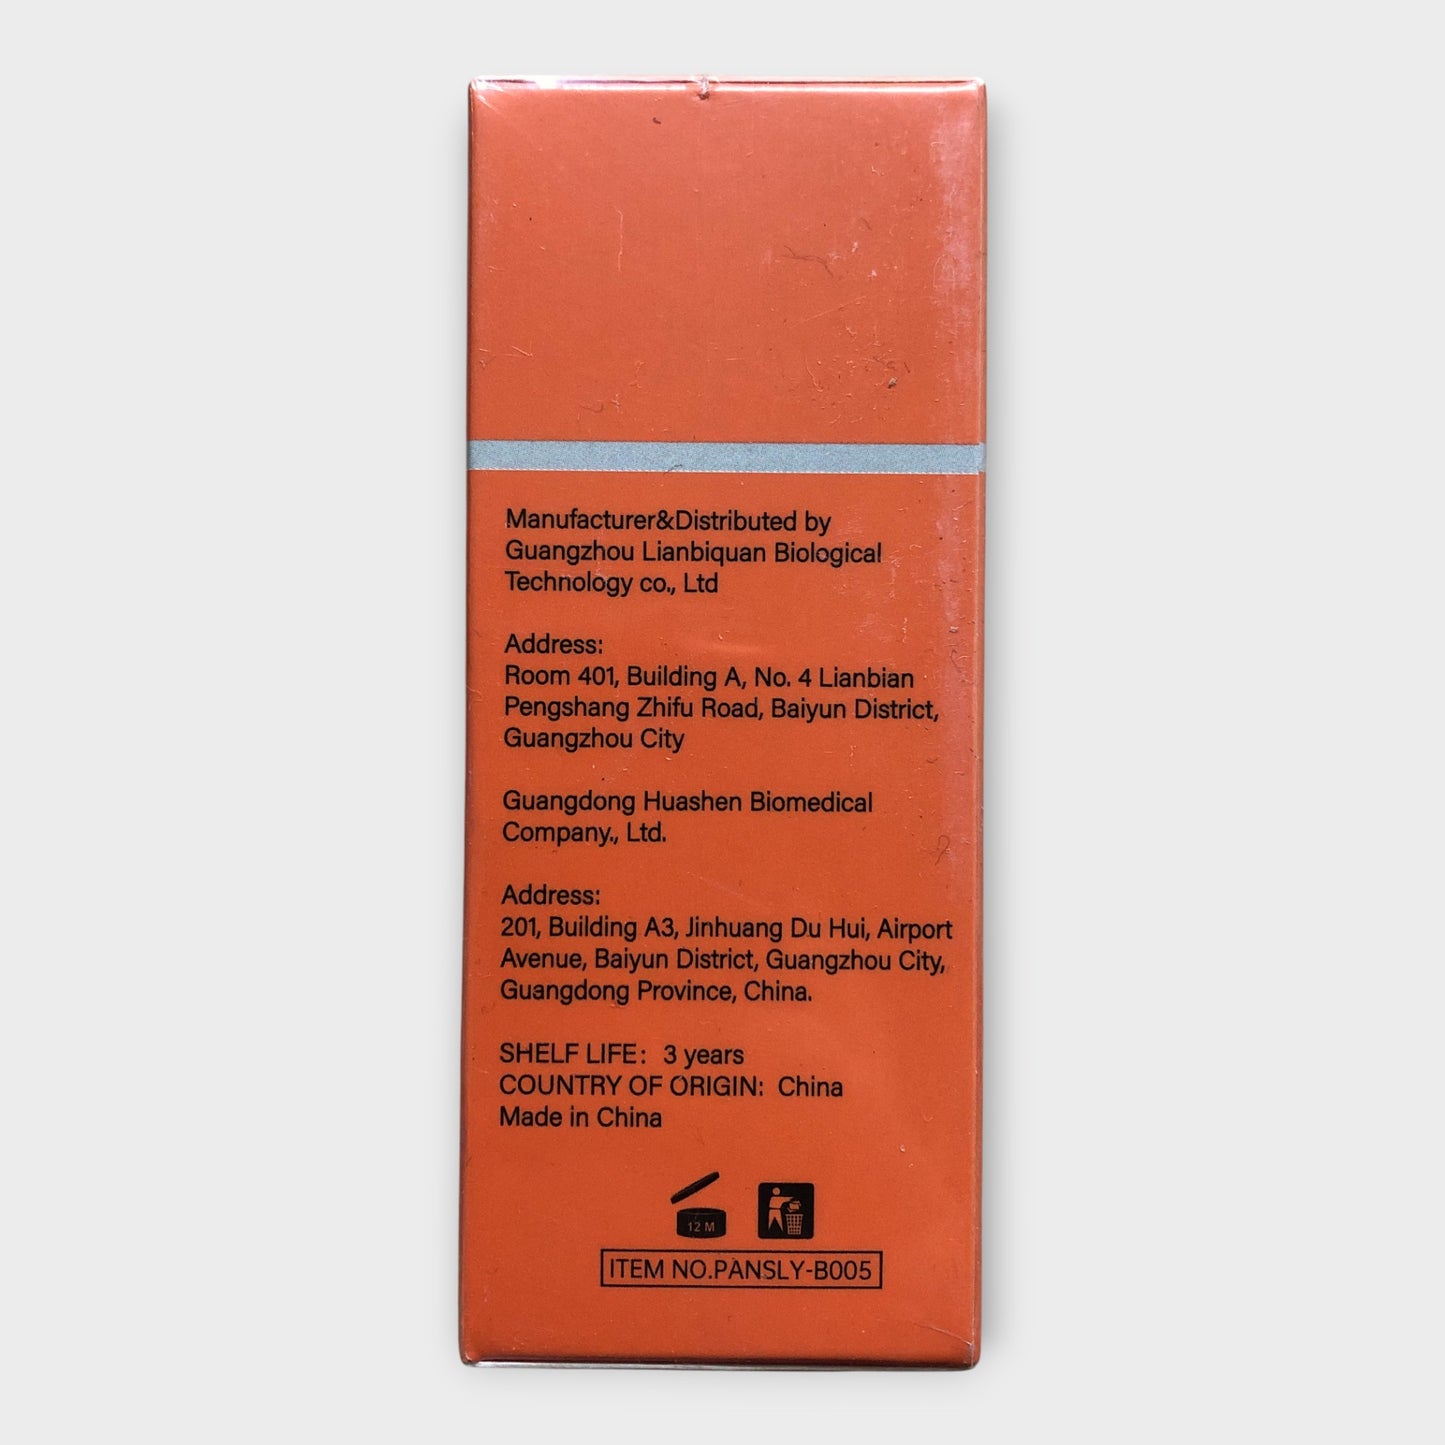 Manufacturer&Distributed by
Guangzhou Lianbiquan Biological
Technology co., Ltd
Address:
Room 401, Building A, No. 4 Lianbian
Pengshang Zhifu Road, Baiyun District,
Guangzhou City
Guangdong Huashen Biomedical
Company., Ltd.
Address:
201, Building A3, Jinhuang Du Hui, Airport
Avenue, Baiyun District, Guangzhou City,
Guangdong Province, China.
SHELF LIFE: 3 years
COUNTRY OF ORIGIN: China
Made in China
12 M
ITEM NO.PANSLY-B005